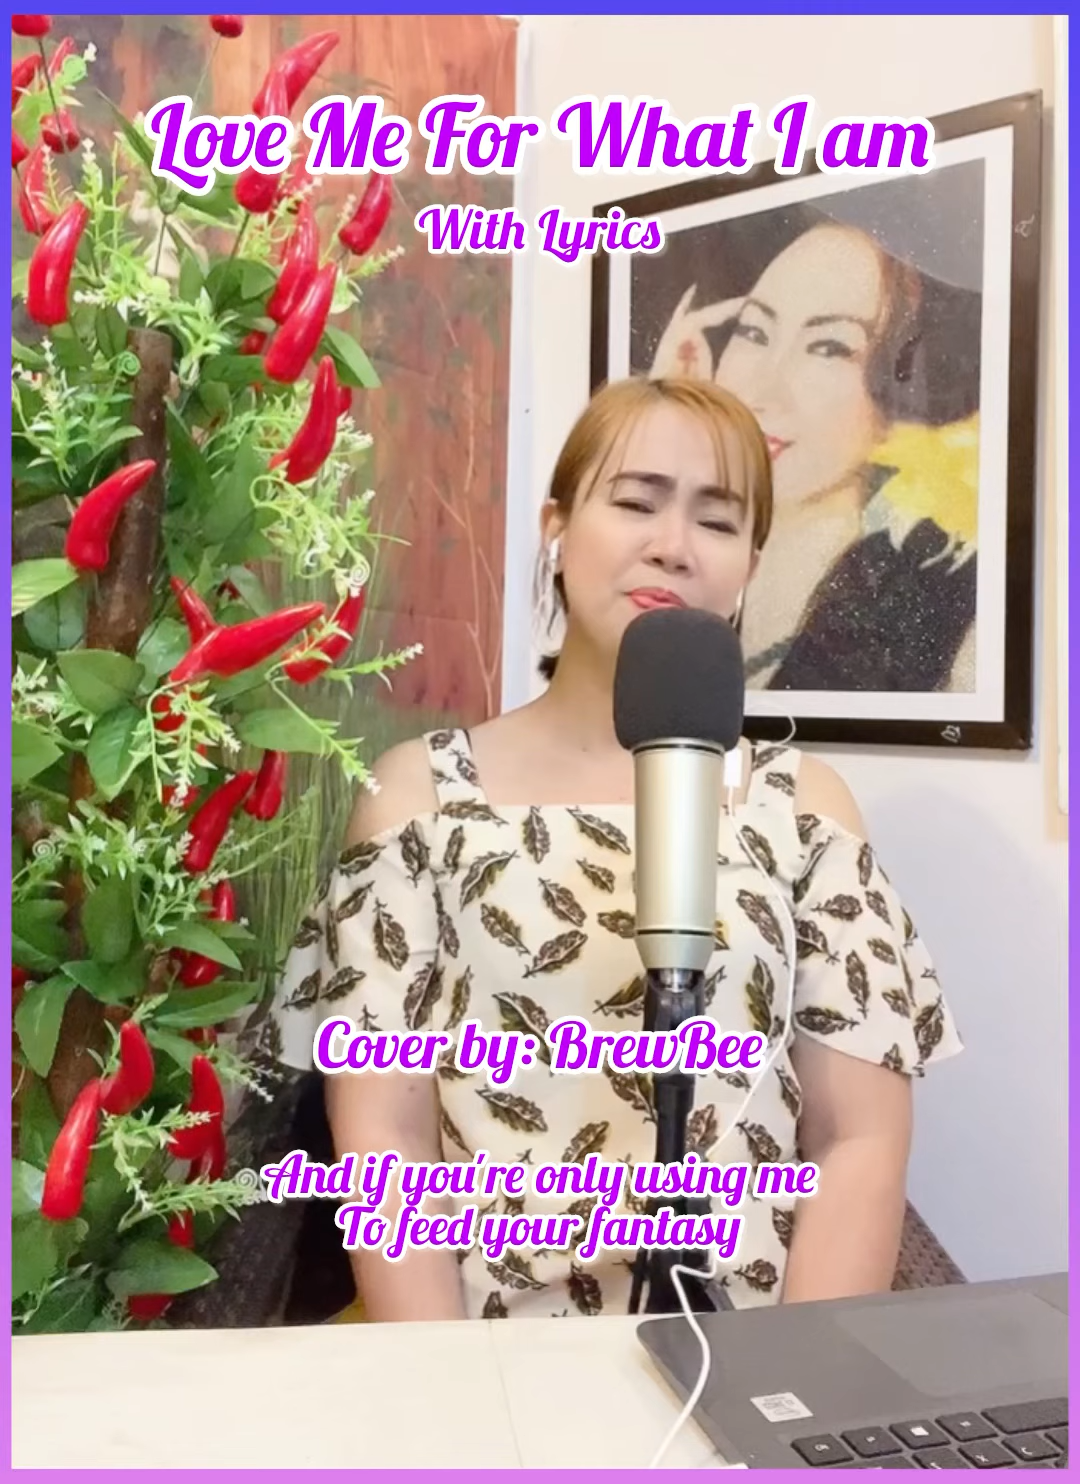 Love Me For What I am
With Lyrics
Cover by: BrewBee
And if you're only using me
To feed your fantasy